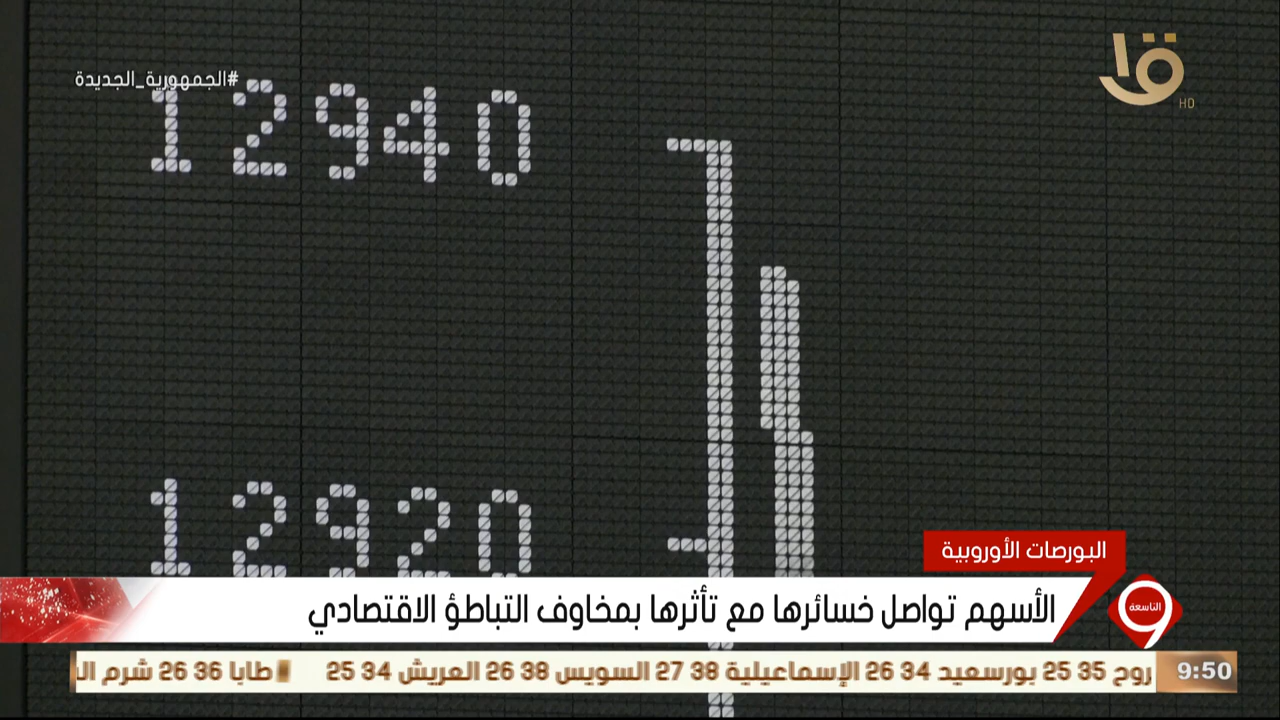 #الجمهورية_الجديدة
HD
12940
12920
البورصات الأوروبية
التاسعة
الأسهم تواصل خسائرها مع تأثرها بمخاوف التباطؤ الاقتصادي
9:50
35 25 بورسعيد 34 26 الإسماعيلية 38 27 السويس 38 26 العريش 34 25
طابا 36 26 شرم